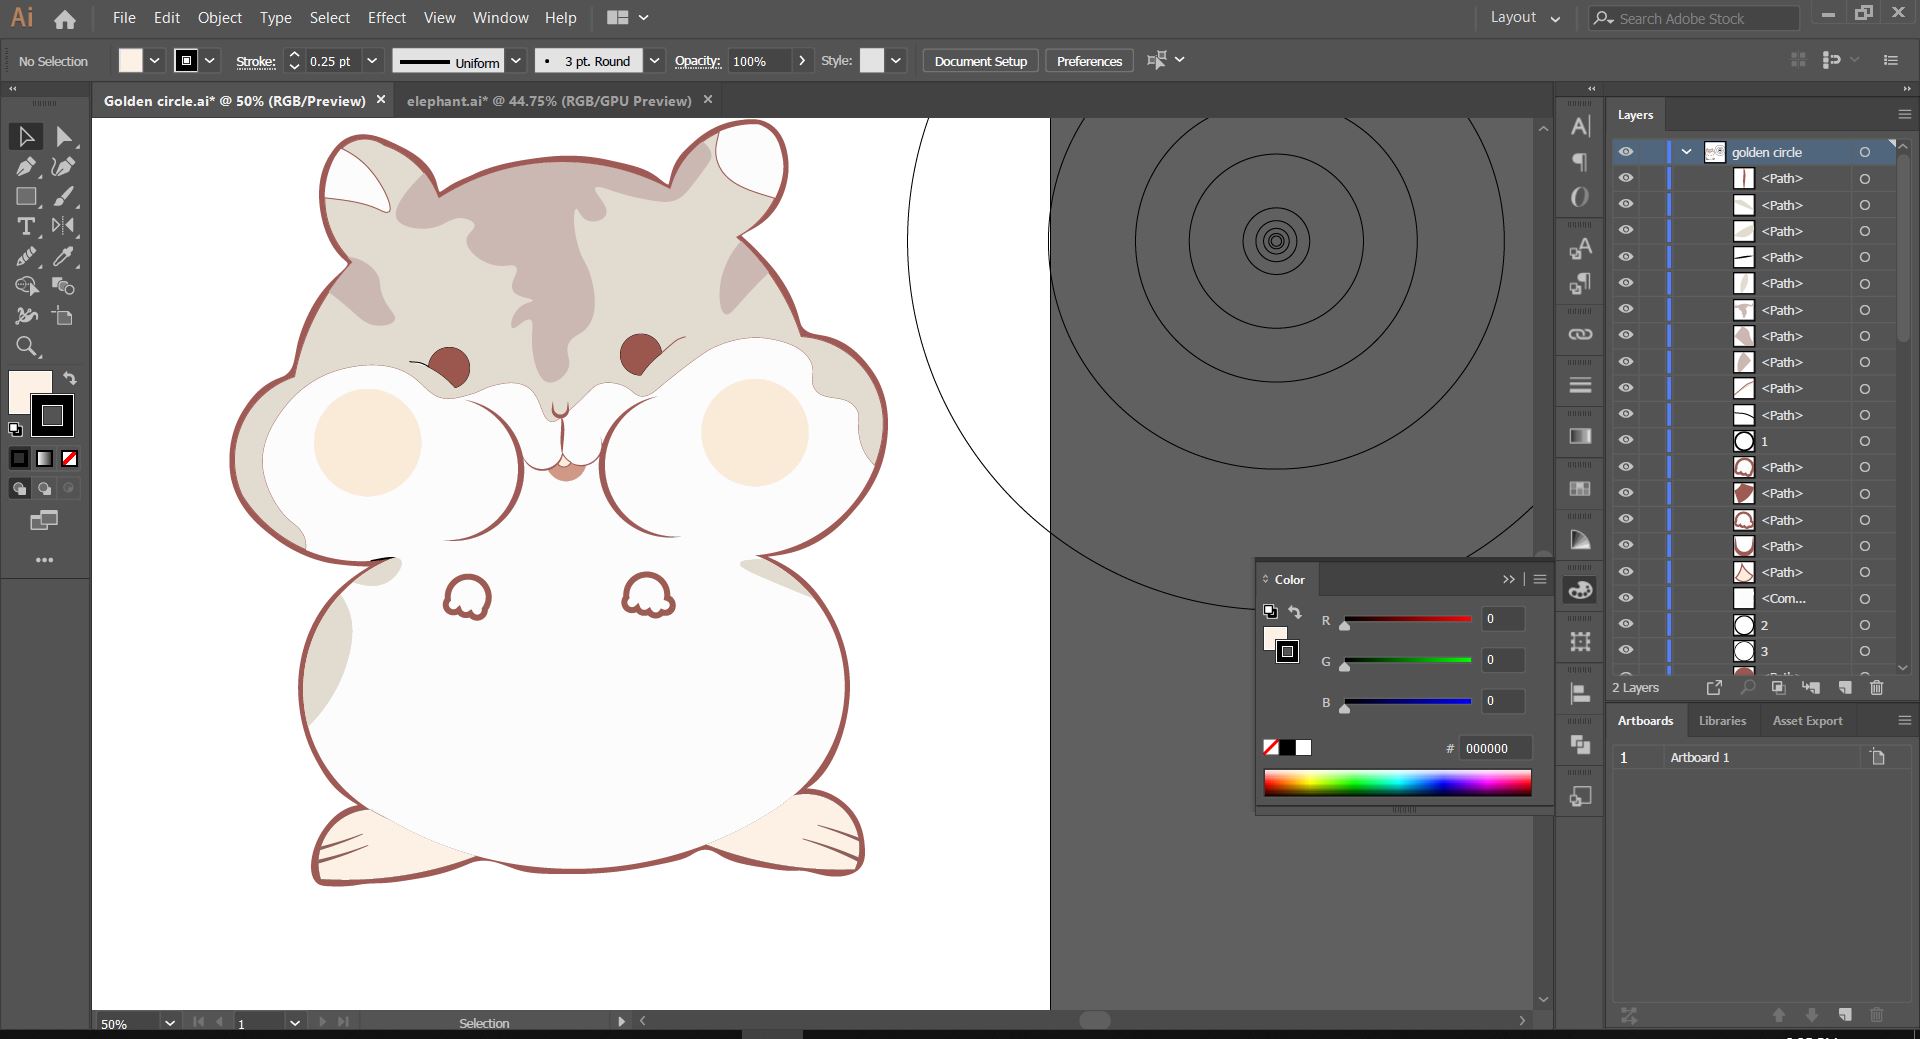 Ai File Edit Object Type Select Effect View Window Help Layout Search Adobe Stock
No Selection Stroke: 0.25 pt Uniform 3 pt. Round Opacity: 100% Style: Document Setup Preferences
Golden circle.ai* @ 50% (RGB/Preview) × elephant.ai* @ 44.75% (RGB/GPU Preview) ×
Layers
golden circle
<Path>
<Path>
<Path>
<Path>
<Path>
<Path>
<Path>
<Path>
<Path>
<Path>
1
<Path>
<Path>
<Path>
<Path>
<Path>
<Com...
2
3
2 Layers
Color
R 0
G 0
B 0
# 000000
Artboards Libraries Asset Export
1 Artboard 1
50% 1 Selection